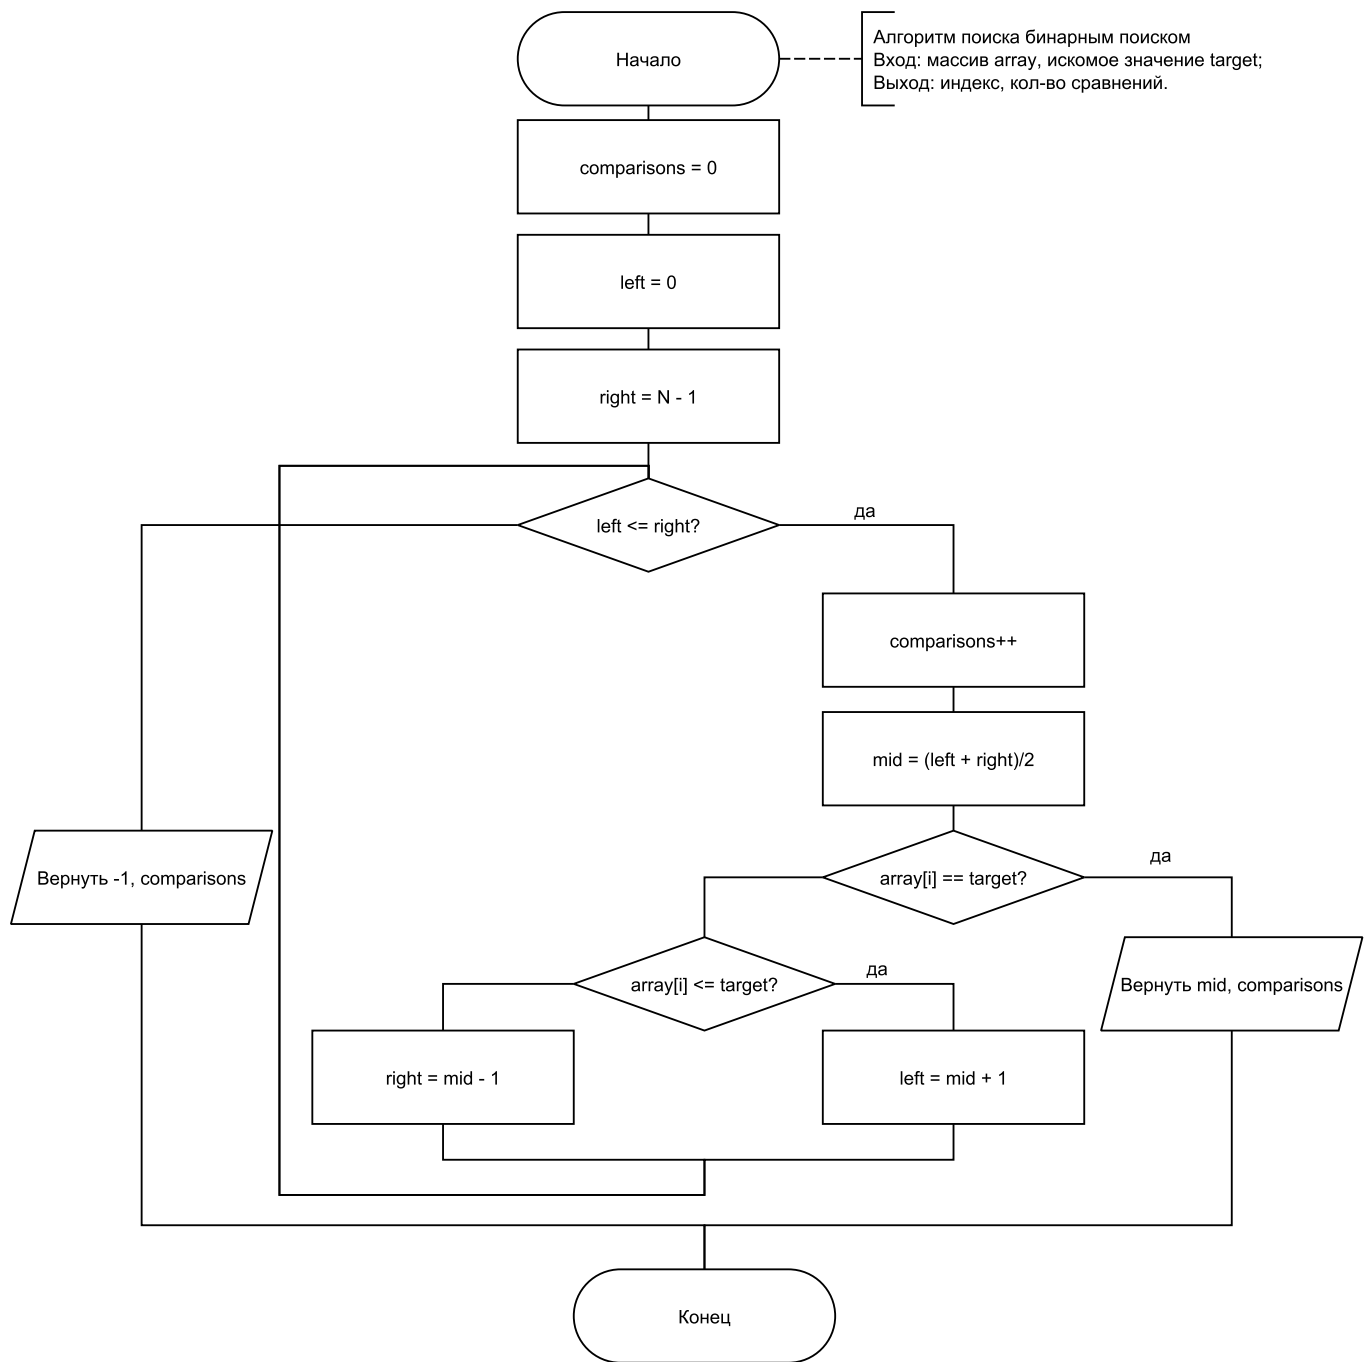 Начало
Алгоритм поиска бинарным поиском
Вход: массив array, искомое значение target;
Выход: индекс, кол-во сравнений.
comparisons = 0
left = 0
right = N - 1
left <= right?
да
comparisons++
mid = (left + right)/2
array[i] == target?
да
Вернуть -1, comparisons
array[i] <= target?
да
Вернуть mid, comparisons
right = mid - 1
left = mid + 1
Конец